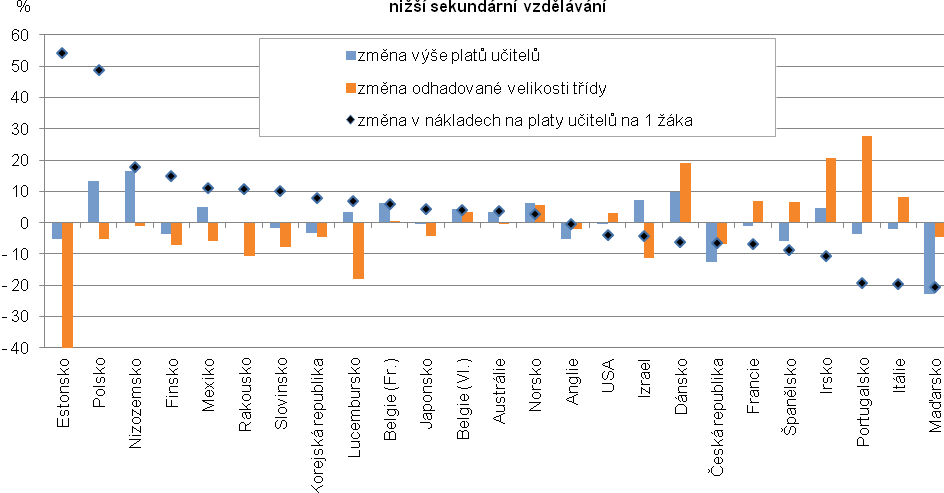 %
nižší sekundární vzdělávání
60
50
40
30
20
10
0
- 10
- 20
- 30
- 40
změna výše platů učitelů
změna odhadované velikosti třídy
změna v nákladech na platy učitelů na 1 žáka
Estonsko
Polsko
Nizozemsko
Finsko
Mexiko
Rakousko
Slovinsko
Korejská republika
Lucembursko
Belgie (Fr.)
Japonsko
Belgie (Vl.)
Austrálie
Norsko
Anglie
USA
Izrael
Dánsko
Česká republika
Francie
Španělsko
Irsko
Portugalsko
Itálie
Maďarsko